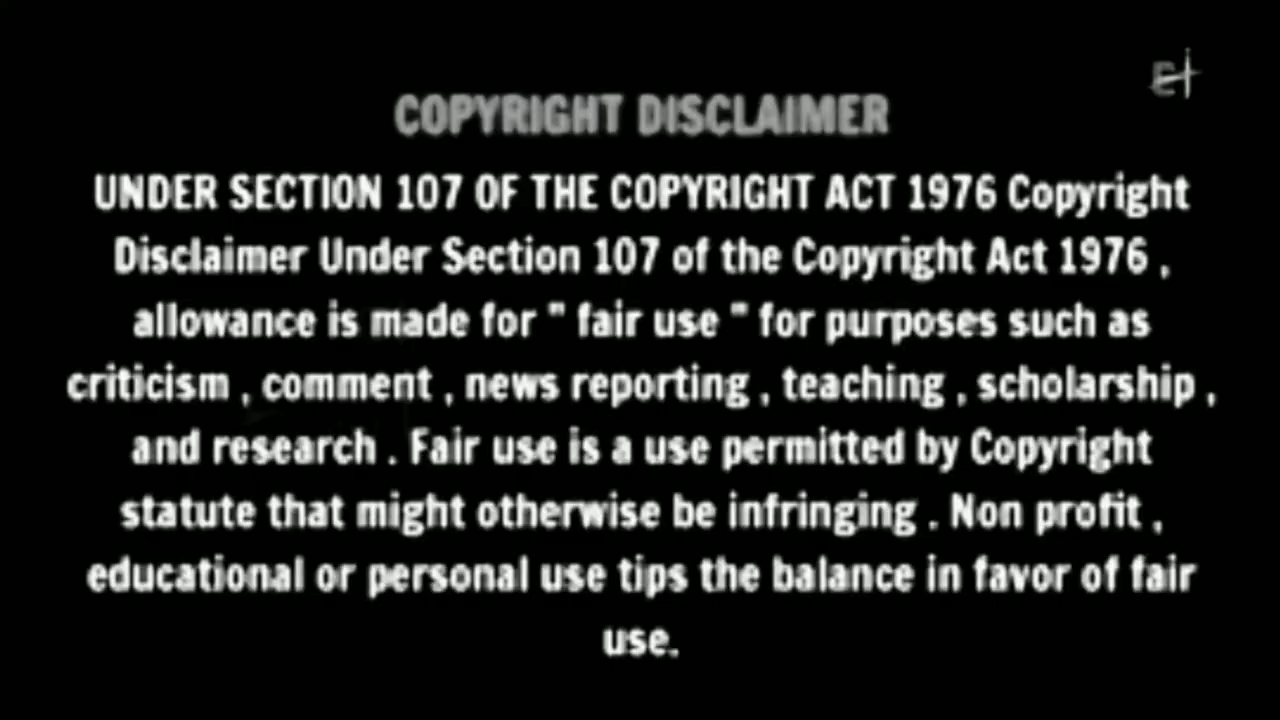 COPYRIGHT DISCLAIMER
UNDER SECTION 107 OF THE COPYRIGHT ACT 1976 Copyright
Disclaimer Under Section 107 of the Copyright Act 1976 ,
allowance is made for " fair use " for purposes such as
criticism , comment , news reporting , teaching , scholarship ,
and research . Fair use is a use permitted by Copyright
statute that might otherwise be infringing . Non profit ,
educational or personal use tips the balance in favor of fair
use.